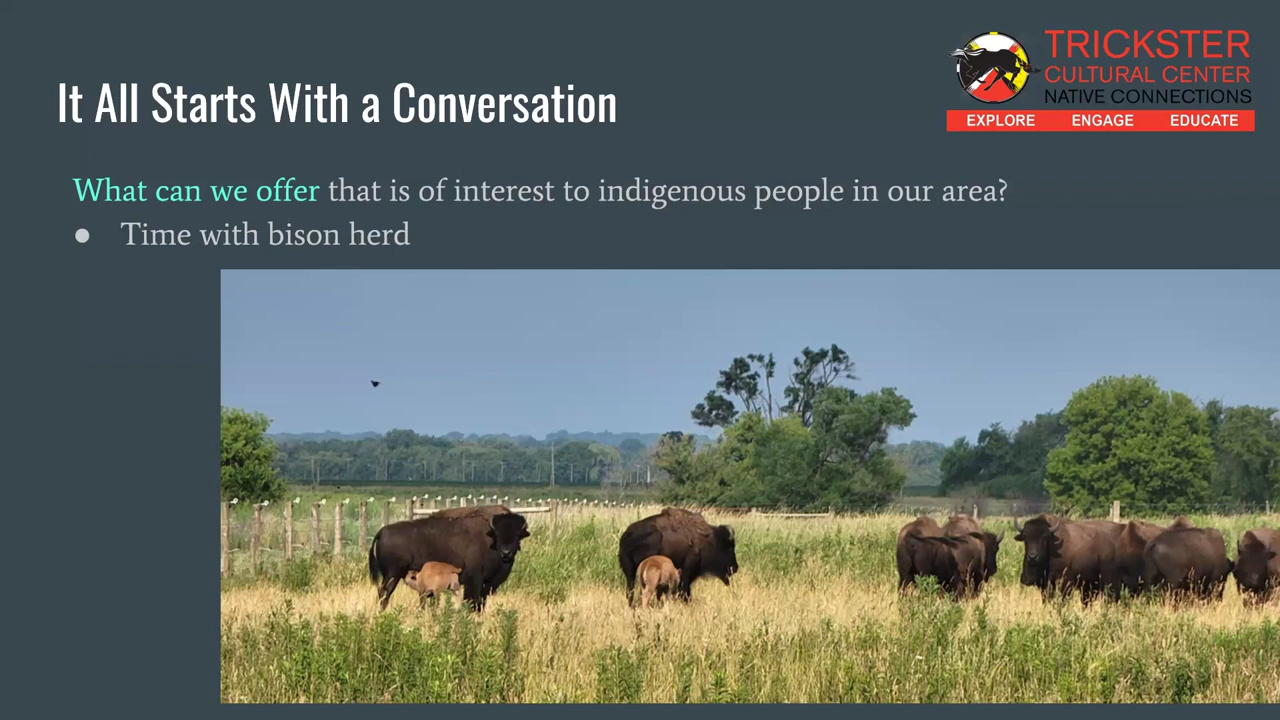 It All Starts With a Conversation
TRICKSTER
CULTURAL CENTER
NATIVE CONNECTIONS
EXPLORE ENGAGE EDUCATE
What can we offer that is of interest to indigenous people in our area?
● Time with bison herd